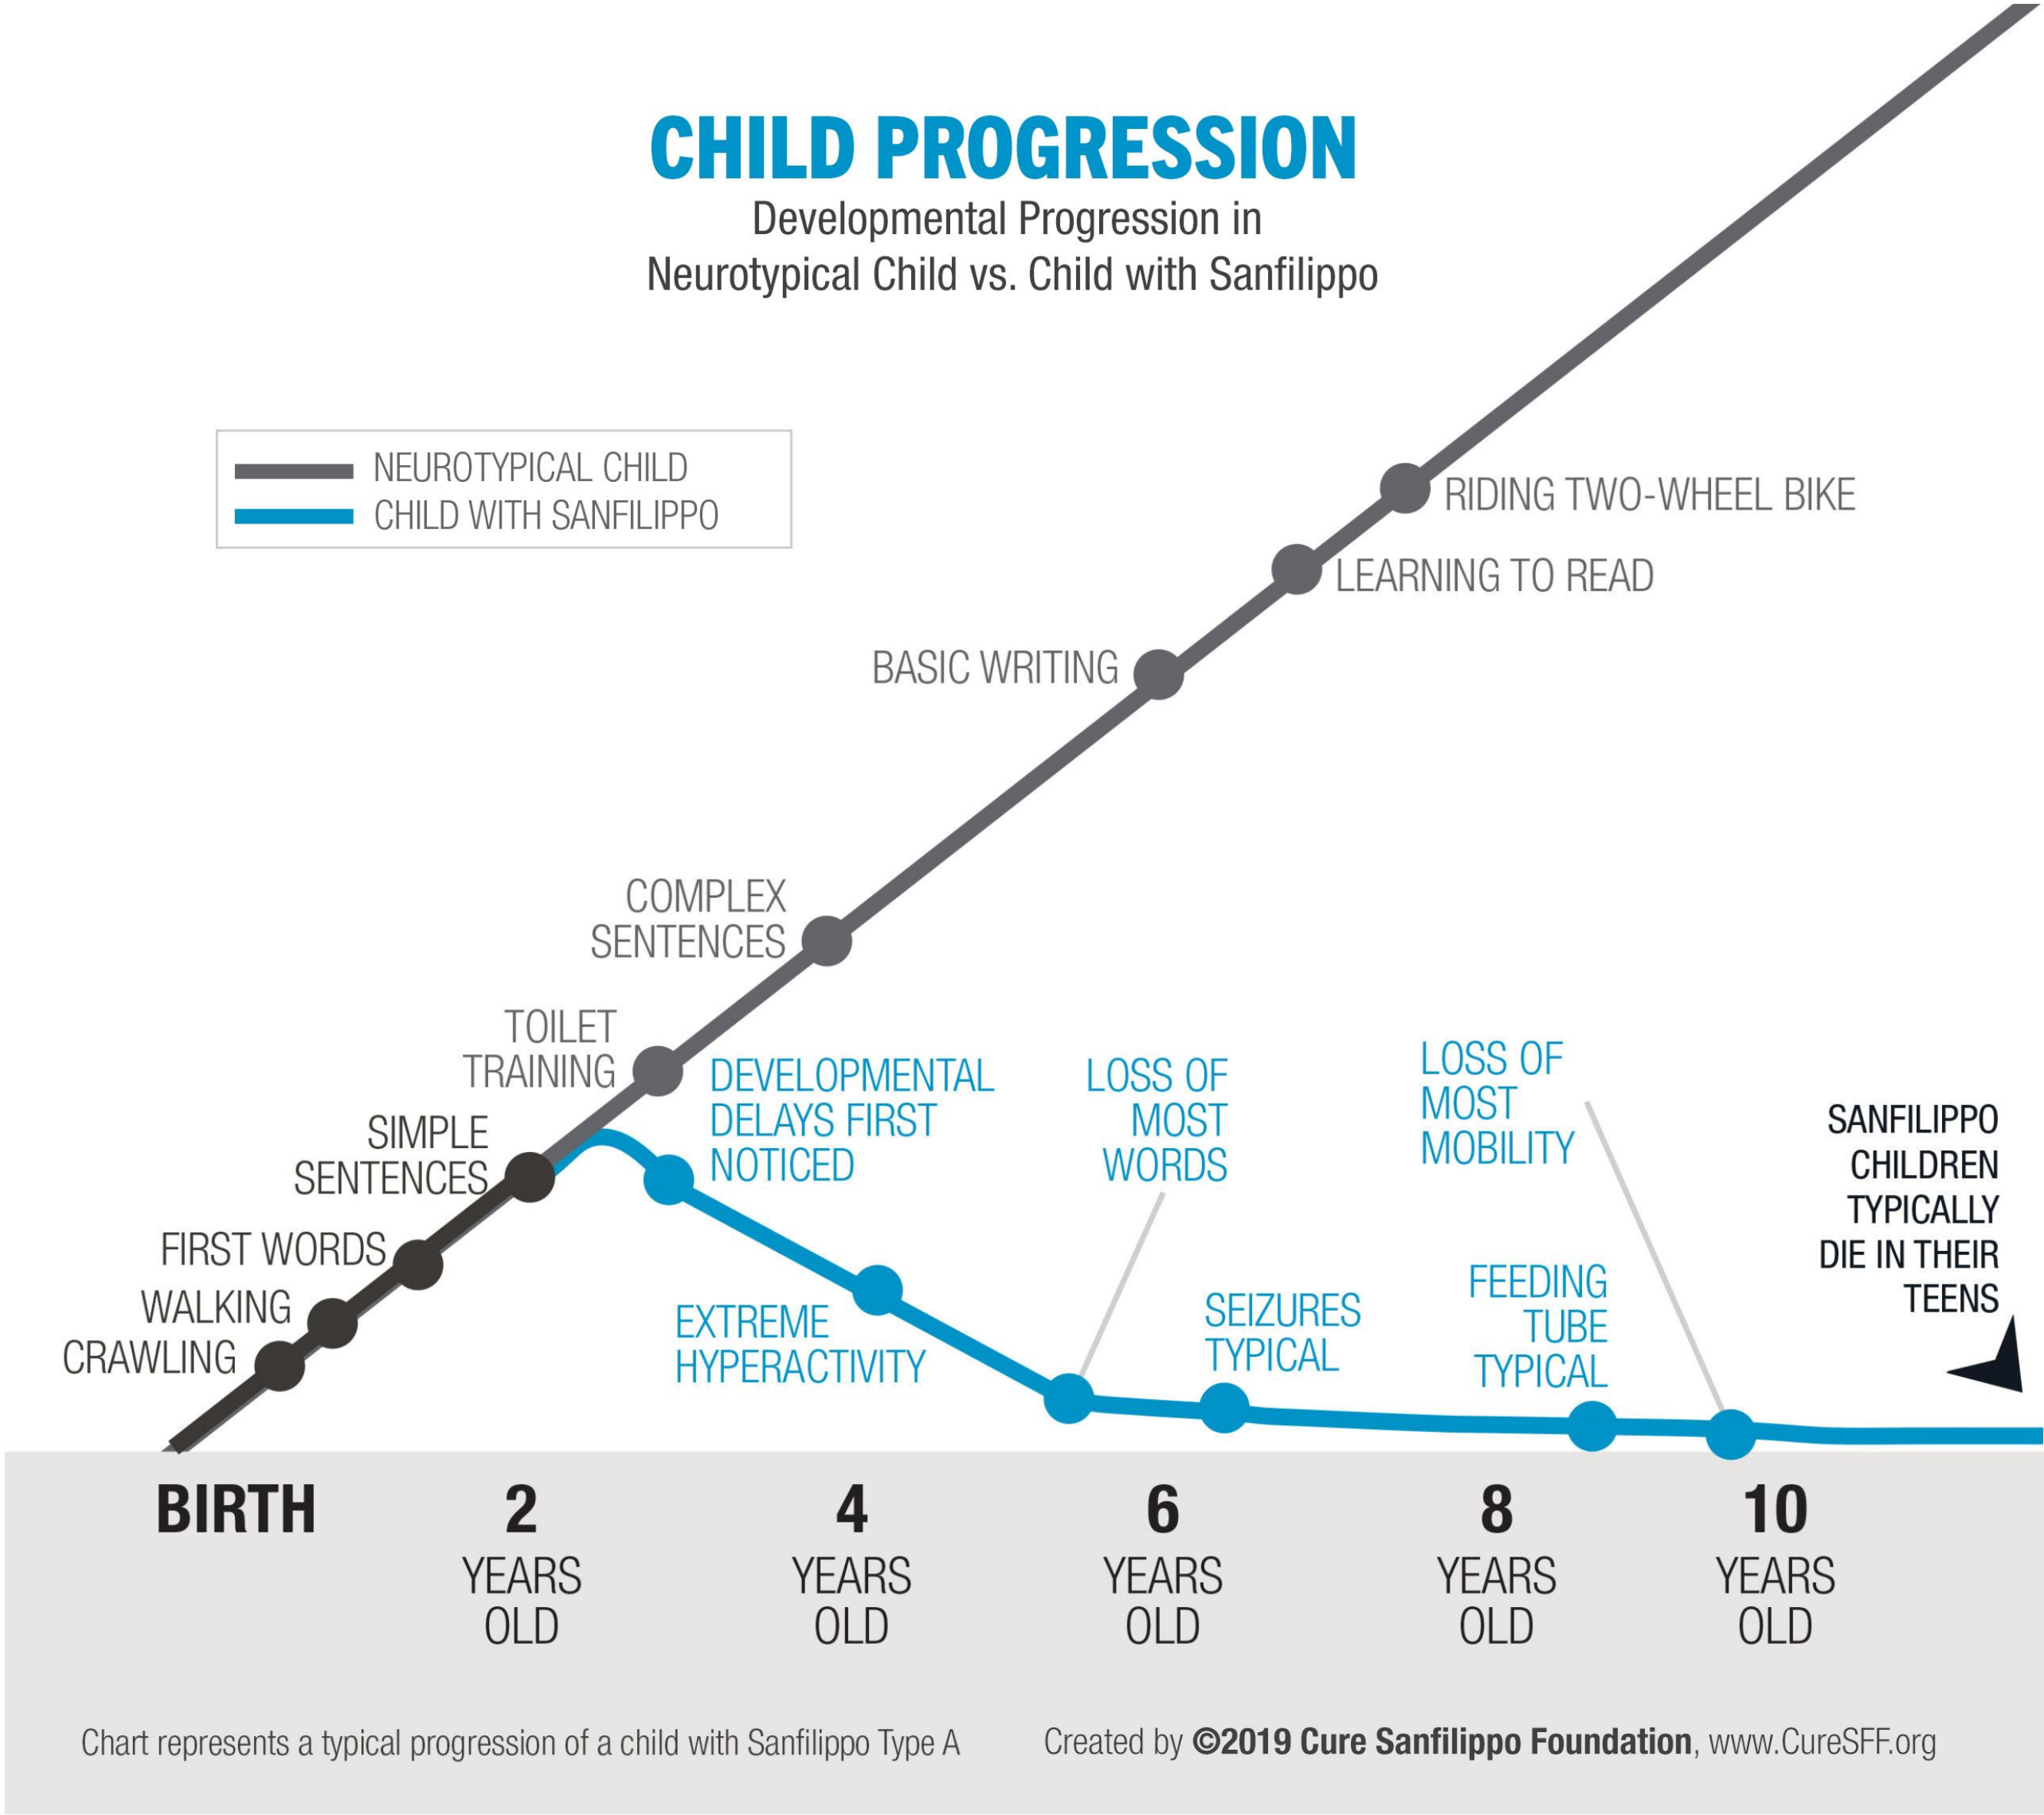 CHILD PROGRESSION
Developmental Progression in
Neurotypical Child vs. Child with Sanfilippo
NEUROTYPICAL CHILD
CHILD WITH SANFILIPPO
RIDING TWO-WHEEL BIKE
LEARNING TO READ
BASIC WRITING
COMPLEX
SENTENCES
TOILET
TRAINING
SIMPLE
SENTENCES
FIRST WORDS
WALKING
CRAWLING
DEVELOPMENTAL
DELAYS FIRST
NOTICED
EXTREME
HYPERACTIVITY
LOSS OF
MOST
WORDS
SEIZURES
TYPICAL
LOSS OF
MOST
MOBILITY
FEEDING
TUBE
TYPICAL
SANFILIPPO
CHILDREN
TYPICALLY
DIE IN THEIR
TEENS
BIRTH
2
YEARS
OLD
4
YEARS
OLD
6
YEARS
OLD
8
YEARS
OLD
10
YEARS
OLD
Chart represents a typical progression of a child with Sanfilippo Type A
Created by ©2019 Cure Sanfilippo Foundation, www.CureSFF.org